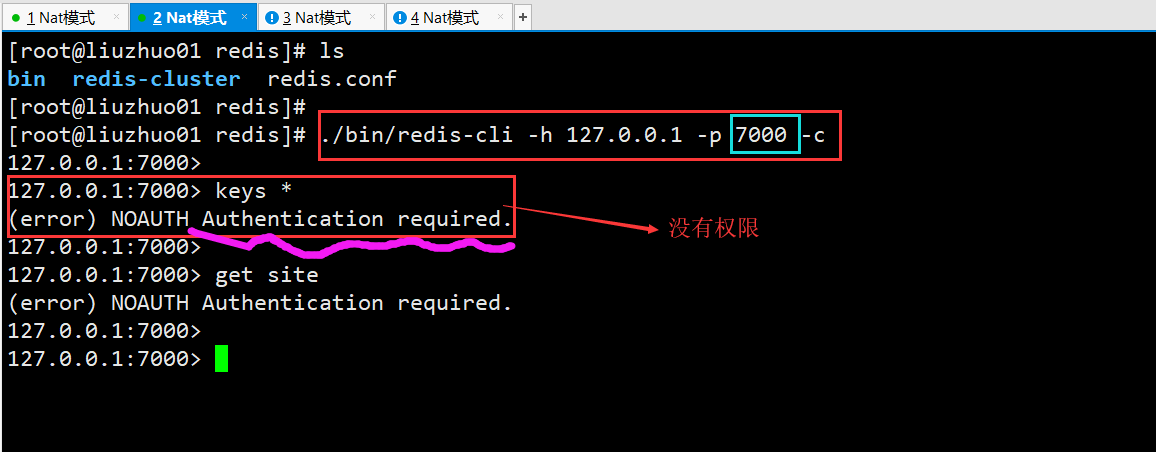 1 Nat模式 × 2 Nat模式 × 3 Nat模式 × 4 Nat模式 × +
[root@liuzhuo01 redis]# ls
bin  redis-cluster  redis.conf
[root@liuzhuo01 redis]#
[root@liuzhuo01 redis]# ./bin/redis-cli -h 127.0.0.1 -p 7000 -c
127.0.0.1:7000>
127.0.0.1:7000> keys *
(error) NOAUTH Authentication required.
没有权限
127.0.0.1:7000>
127.0.0.1:7000> get site
(error) NOAUTH Authentication required.
127.0.0.1:7000>
127.0.0.1:7000>